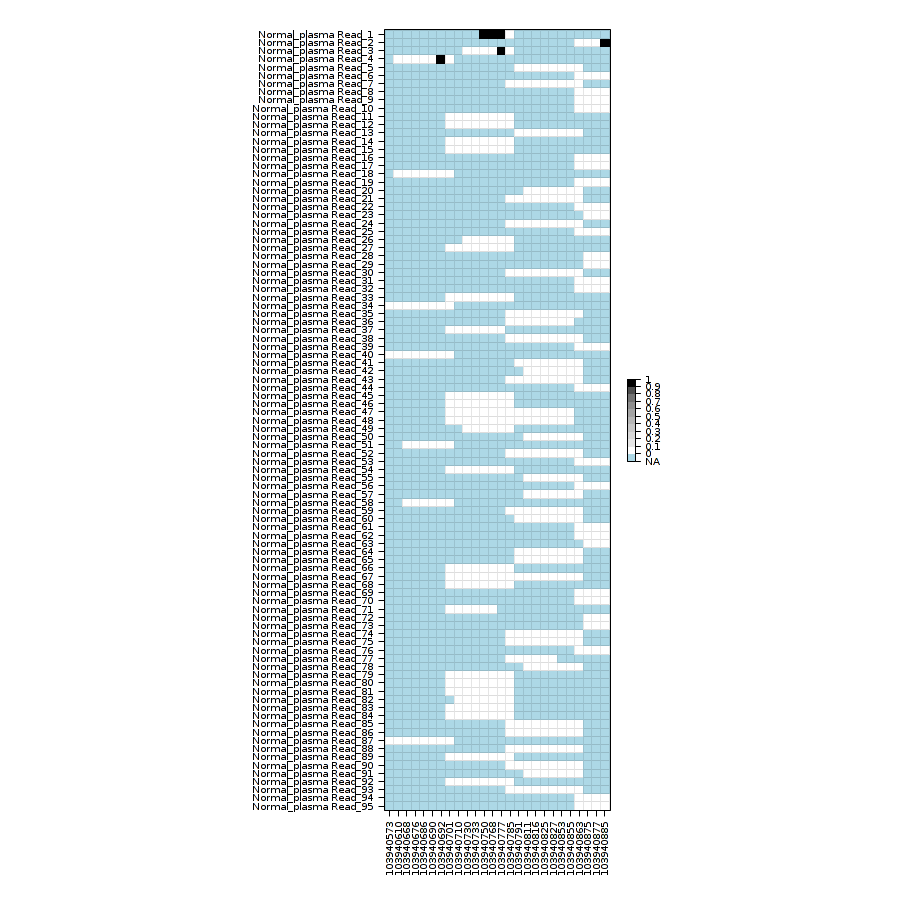 Normal_plasma Read_1
Normal_plasma Read_2
Normal_plasma Read_3
Normal_plasma Read_4
Normal_plasma Read_5
Normal_plasma Read_6
Normal_plasma Read_7
Normal_plasma Read_8
Normal_plasma Read_9
Normal_plasma Read_10
Normal_plasma Read_11
Normal_plasma Read_12
Normal_plasma Read_13
Normal_plasma Read_14
Normal_plasma Read_15
Normal_plasma Read_16
Normal_plasma Read_17
Normal_plasma Read_18
Normal_plasma Read_19
Normal_plasma Read_20
Normal_plasma Read_21
Normal_plasma Read_22
Normal_plasma Read_23
Normal_plasma Read_24
Normal_plasma Read_25
Normal_plasma Read_26
Normal_plasma Read_27
Normal_plasma Read_28
Normal_plasma Read_29
Normal_plasma Read_30
Normal_plasma Read_31
Normal_plasma Read_32
Normal_plasma Read_33
Normal_plasma Read_34
Normal_plasma Read_35
Normal_plasma Read_36
Normal_plasma Read_37
Normal_plasma Read_38
Normal_plasma Read_39
Normal_plasma Read_40
Normal_plasma Read_41
Normal_plasma Read_42
Normal_plasma Read_43
Normal_plasma Read_44
Normal_plasma Read_45
Normal_plasma Read_46
Normal_plasma Read_47
Normal_plasma Read_48
Normal_plasma Read_49
Normal_plasma Read_50
Normal_plasma Read_51
Normal_plasma Read_52
Normal_plasma Read_53
Normal_plasma Read_54
Normal_plasma Read_55
Normal_plasma Read_56
Normal_plasma Read_57
Normal_plasma Read_58
Normal_plasma Read_59
Normal_plasma Read_60
Normal_plasma Read_61
Normal_plasma Read_62
Normal_plasma Read_63
Normal_plasma Read_64
Normal_plasma Read_65
Normal_plasma Read_66
Normal_plasma Read_67
Normal_plasma Read_68
Normal_plasma Read_69
Normal_plasma Read_70
Normal_plasma Read_71
Normal_plasma Read_72
Normal_plasma Read_73
Normal_plasma Read_74
Normal_plasma Read_75
Normal_plasma Read_76
Normal_plasma Read_77
Normal_plasma Read_78
Normal_plasma Read_79
Normal_plasma Read_80
Normal_plasma Read_81
Normal_plasma Read_82
Normal_plasma Read_83
Normal_plasma Read_84
Normal_plasma Read_85
Normal_plasma Read_86
Normal_plasma Read_87
Normal_plasma Read_88
Normal_plasma Read_89
Normal_plasma Read_90
Normal_plasma Read_91
Normal_plasma Read_92
Normal_plasma Read_93
Normal_plasma Read_94
Normal_plasma Read_95
103940573
103940610
103940668
103940676
103940686
103940690
103940692
103940701
103940710
103940730
103940733
103940750
103940768
103940777
103940785
103940791
103940811
103940816
103940825
103940827
103940853
103940855
103940875
103940877
103940885
1
0.9
0.8
0.7
0.6
0.5
0.4
0.3
0.2
0.1
0
NA